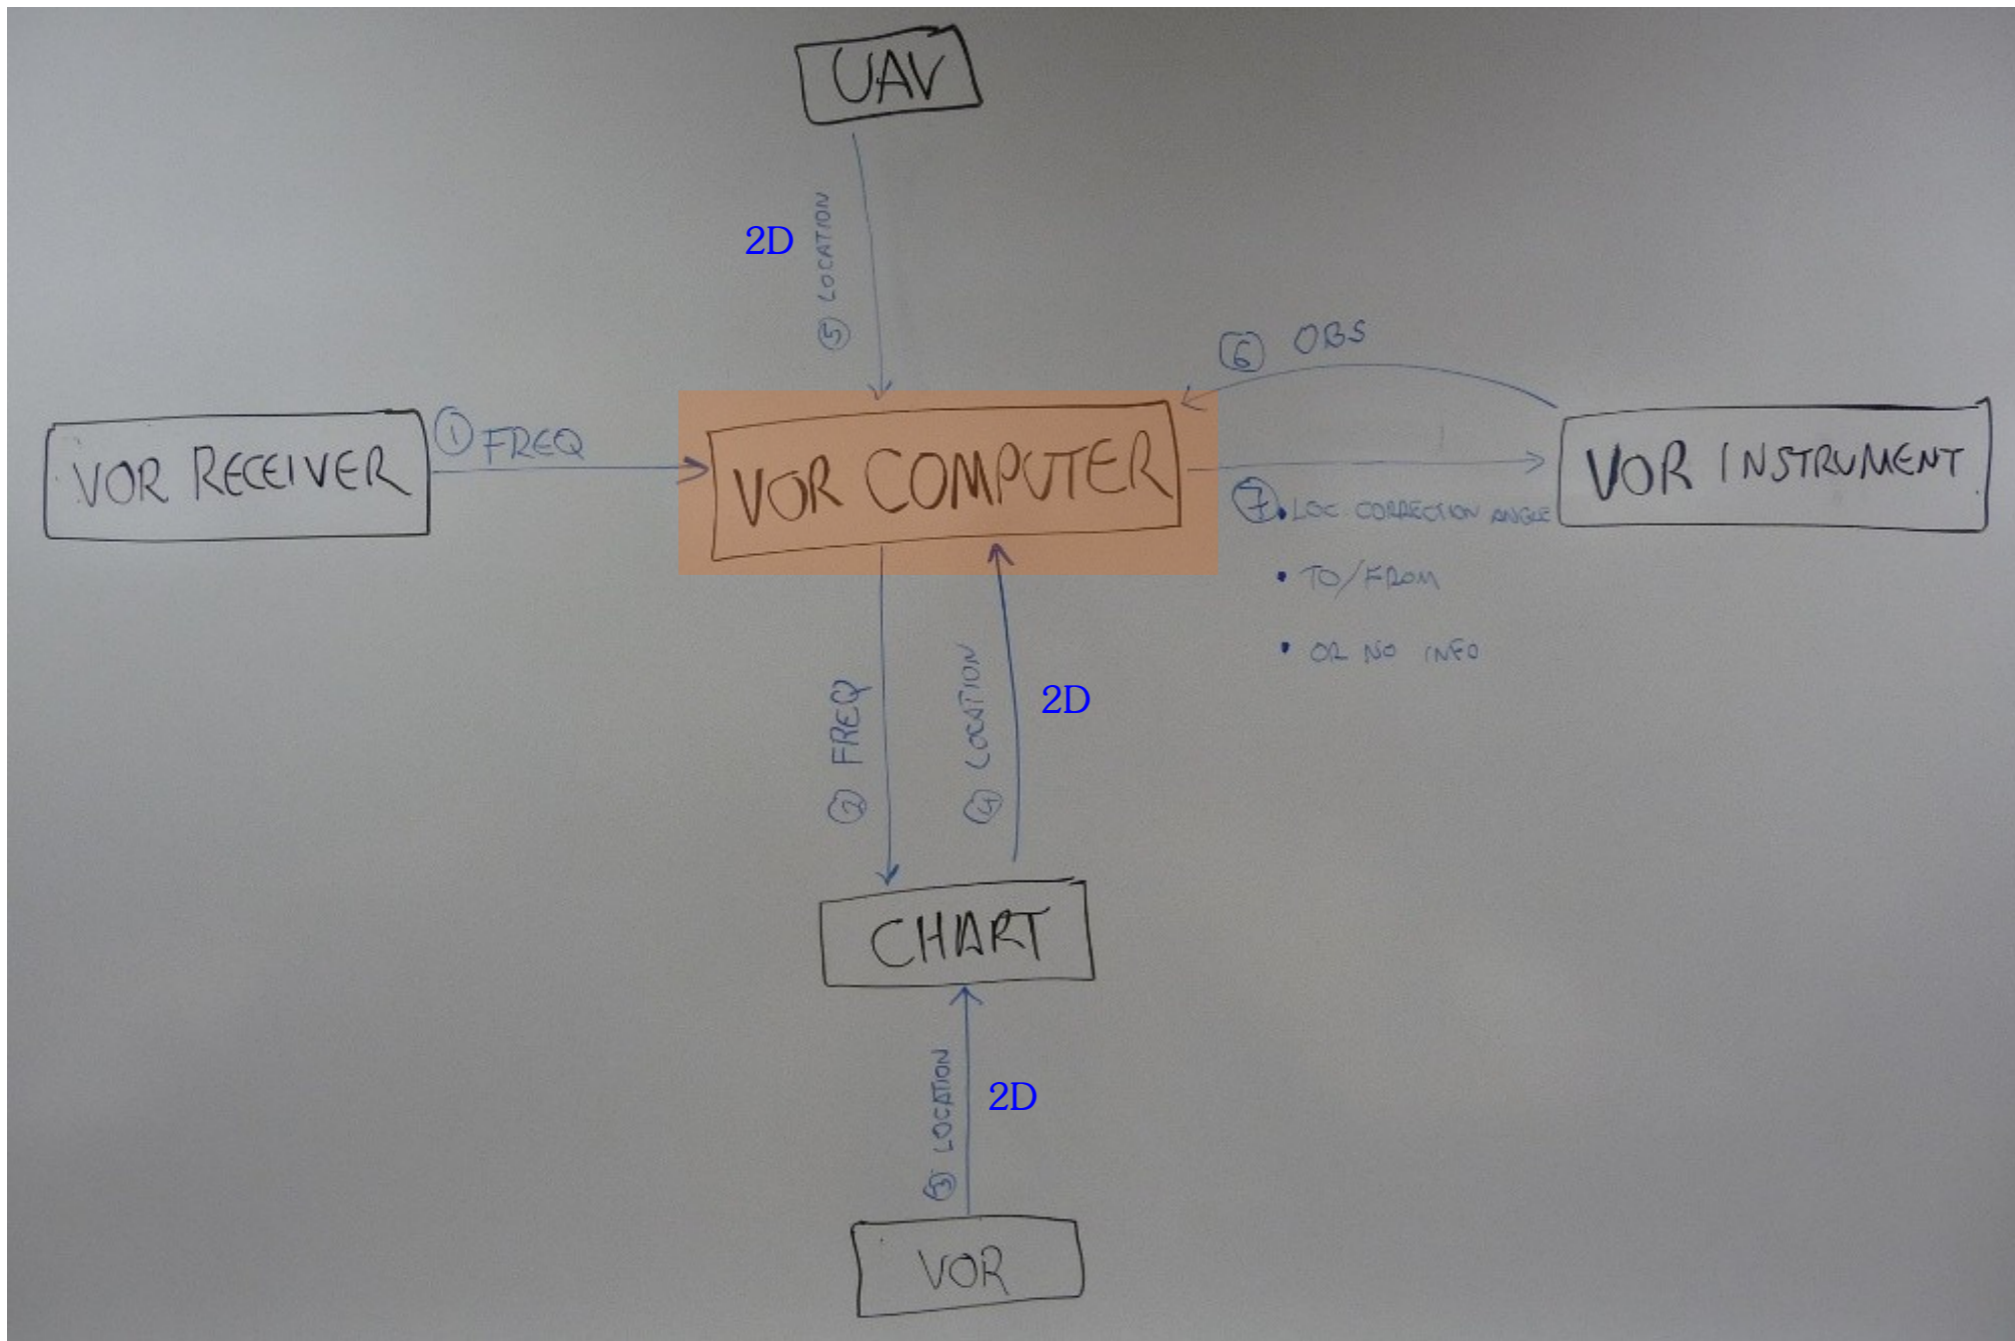 UAV
2D
⑤ LOCATION
⑥ OBS
VOR RECEIVER
① FREQ
VOR COMPUTER
VOR INSTRUMENT
⑦ • LOC CORRECTION ANGLE
• TO/FROM
• OR NO INFO
② FREQ
④ LOCATION
2D
CHART
③ LOCATION
2D
VOR